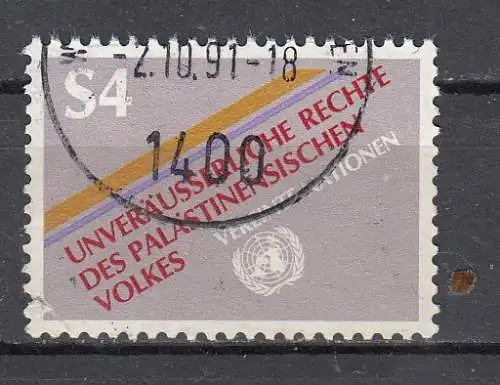 -2.10.91-18
S4
1400
UNVERÄUSSERLICHE RECHTE
DES PALÄSTINENSISCHEN
VOLKES
VEREINTE NATIONEN